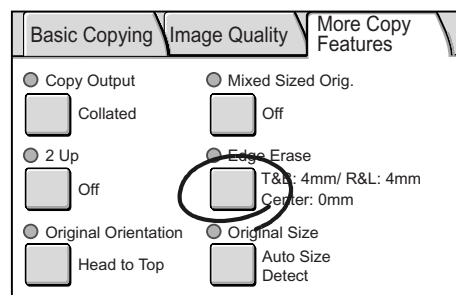 Basic Copying
Image Quality
More Copy
Features
Copy Output
Collated
Mixed Sized Orig.
Off
2 Up
Off
Edge Erase
T&B: 4mm/ R&L: 4mm
Center: 0mm
Original Orientation
Head to Top
Original Size
Auto Size
Detect